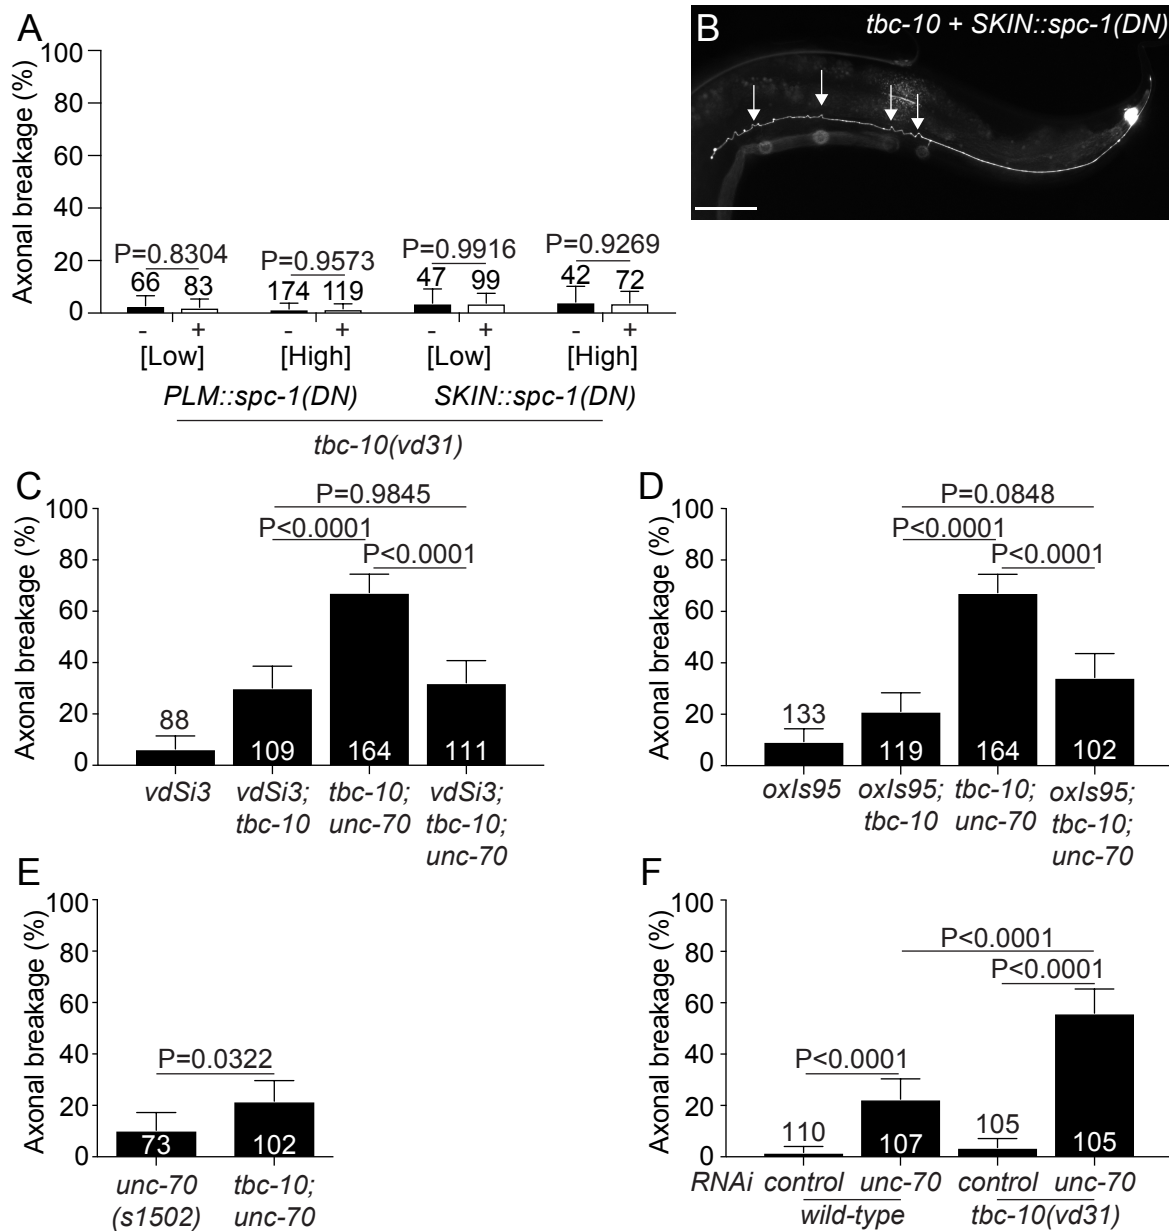 A
Axonal breakage (%)
100
80
60
40
20
0
P=0.8304
P=0.9573
P=0.9916
P=0.9269
66 83 174 119 47 99 42 72
- + - + - + - +
[Low] [High] [Low] [High]
PLM::spc-1(DN) SKIN::spc-1(DN)
tbc-10(vd31)
B
tbc-10 + SKIN::spc-1(DN)
C
Axonal breakage (%)
100
80
60
40
20
0
P=0.9845
P<0.0001
P<0.0001
88 109 164 111
vdSi3 vdSi3; tbc-10; vdSi3;
tbc-10 unc-70 tbc-10;
unc-70
D
Axonal breakage (%)
100
80
60
40
20
0
P=0.0848
P<0.0001
P<0.0001
133 119 164 102
oxIs95 oxIs95; tbc-10; oxIs95;
tbc-10 unc-70 tbc-10;
unc-70
E
Axonal breakage (%)
100
80
60
40
20
0
P=0.0322
73 102
unc-70 tbc-10;
(s1502) unc-70
F
Axonal breakage (%)
100
80
60
40
20
0
P<0.0001
P<0.0001
P<0.0001
110 107 105 105
RNAi control unc-70 control unc-70
wild-type tbc-10(vd31)